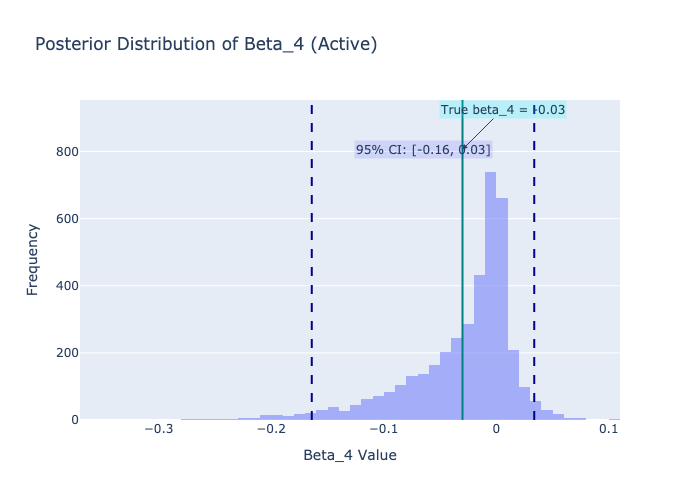 Posterior Distribution of Beta_4 (Active)
True beta_4 = -0.03
95% CI: [-0.16, 0.03]
Frequency
800
600
400
200
0
−0.3
−0.2
−0.1
0
0.1
Beta_4 Value